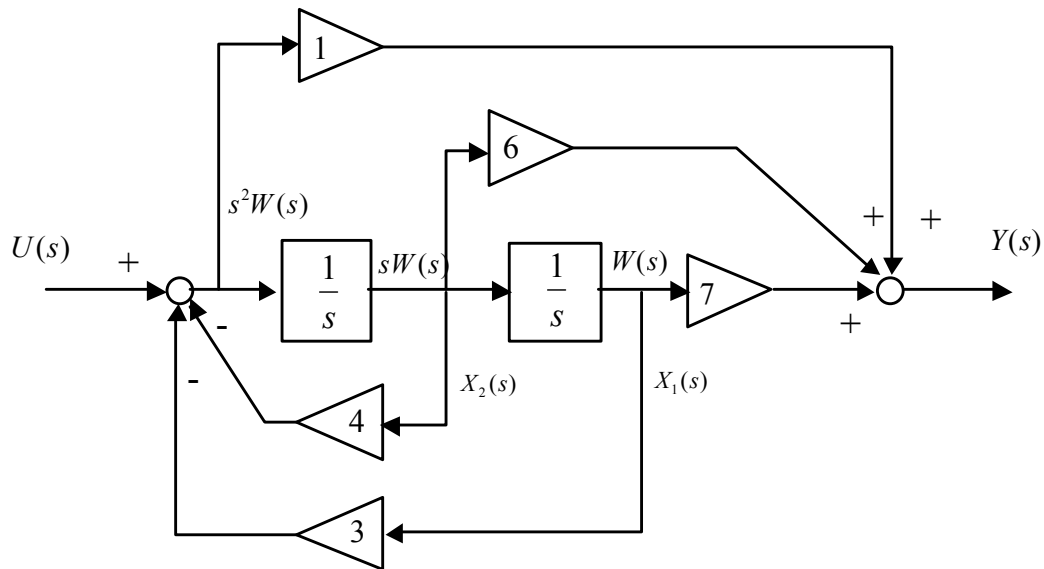 1
6
s²W(s)
U(s)
+
1/s
sW(s)
1/s
W(s)
7
+
+
+
Y(s)
-
-
X₂(s)
X₁(s)
4
3